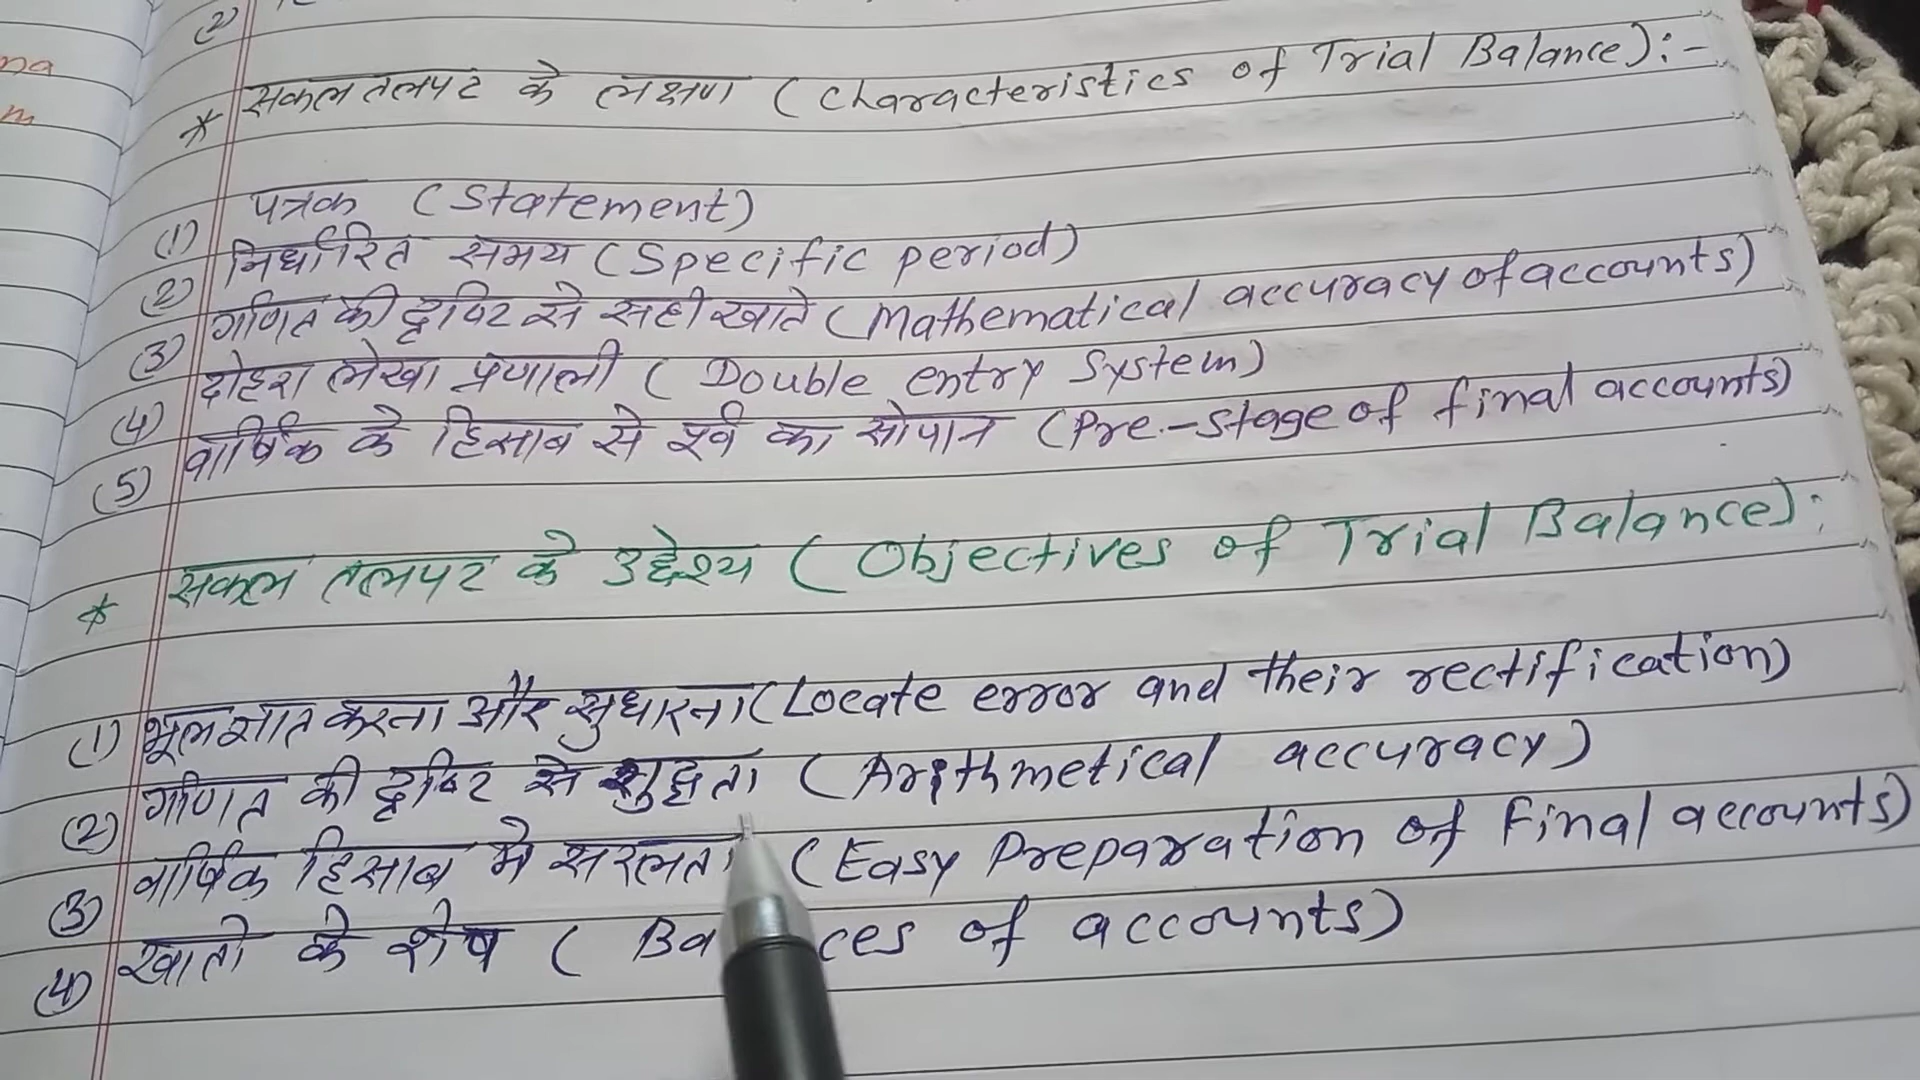 (2)
* सकल तलपट के लक्षण (characteristics of Trial Balance):-
(1) पत्रक (Statement)
(2) निर्धारित समय (Specific period)
(3) गणित की दृष्टि से सही खाते (Mathematical accuracy of accounts)
(4) दोहरा लेखा प्रणाली (Double entry System)
(5) वार्षिक के हिसाब से पूर्व का सोपान (Pre-stage of final accounts)
* सकल तलपट के उद्देश्य (Objectives of Trial Balance):
(1) भूल ज्ञात करना और सुधारना (Locate error and their rectification)
(2) गणित की दृष्टि से शुद्धता (Arithmetical accuracy)
(3) वार्षिक हिसाब मे सरलता (Easy Preparation of Final accounts)
(4) खातो के शेष ( of accounts)